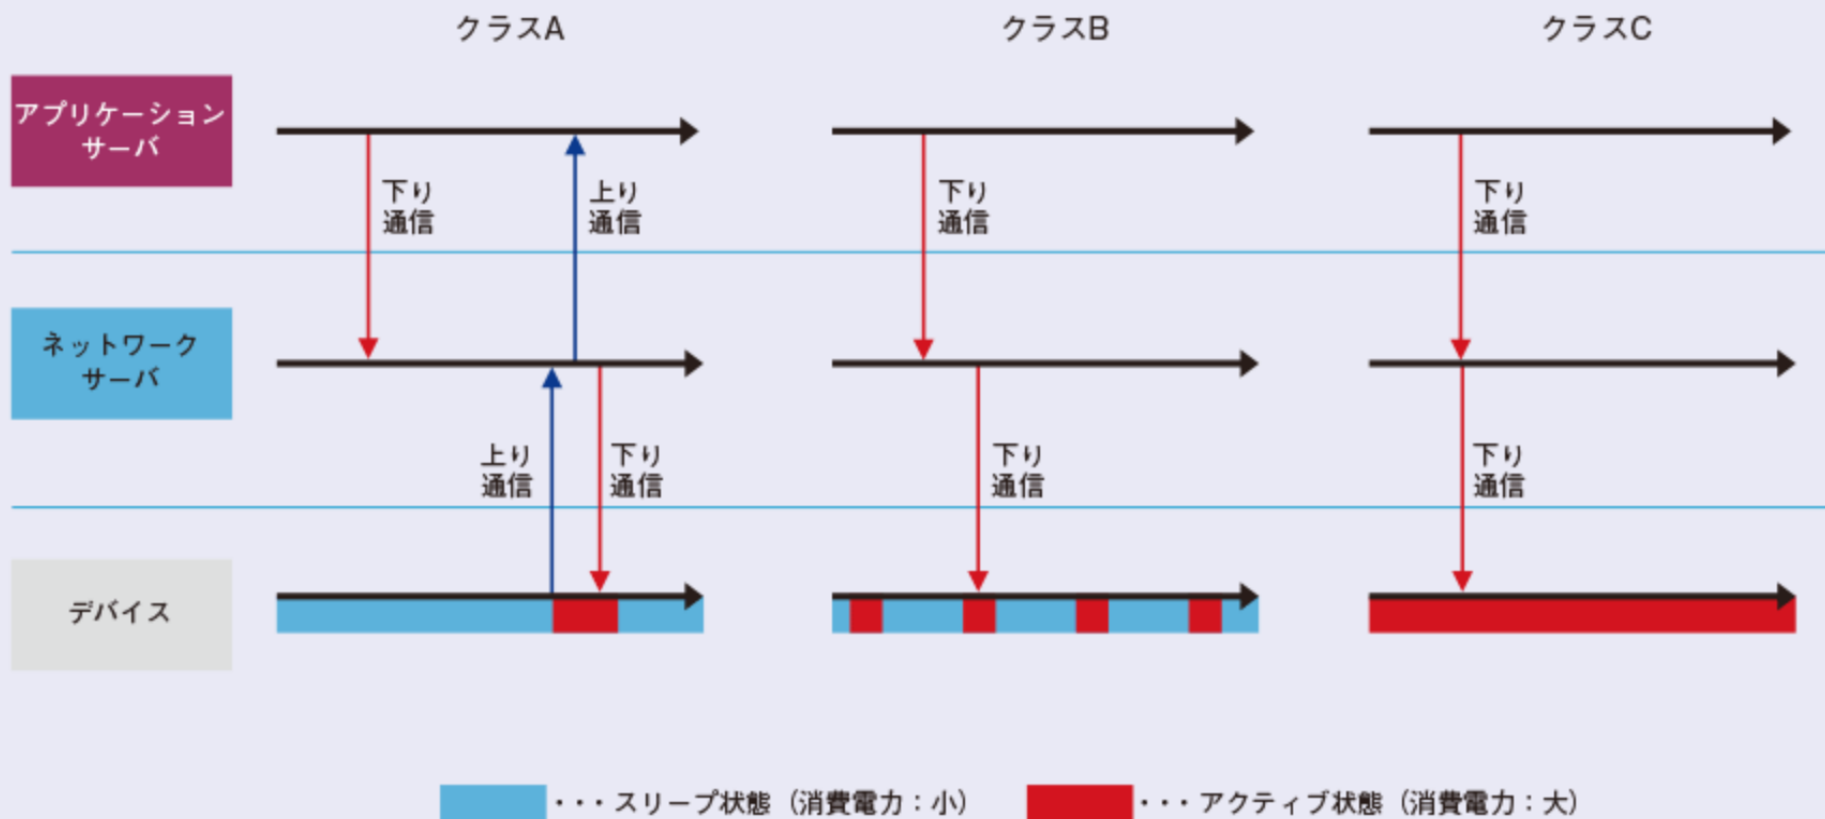 クラスA
クラスB
クラスC
アプリケーション
サーバ
下り
通信
上り
通信
下り
通信
下り
通信
ネットワーク
サーバ
上り
通信
下り
通信
下り
通信
下り
通信
デバイス
・・・スリープ状態（消費電力：小）
・・・アクティブ状態（消費電力：大）